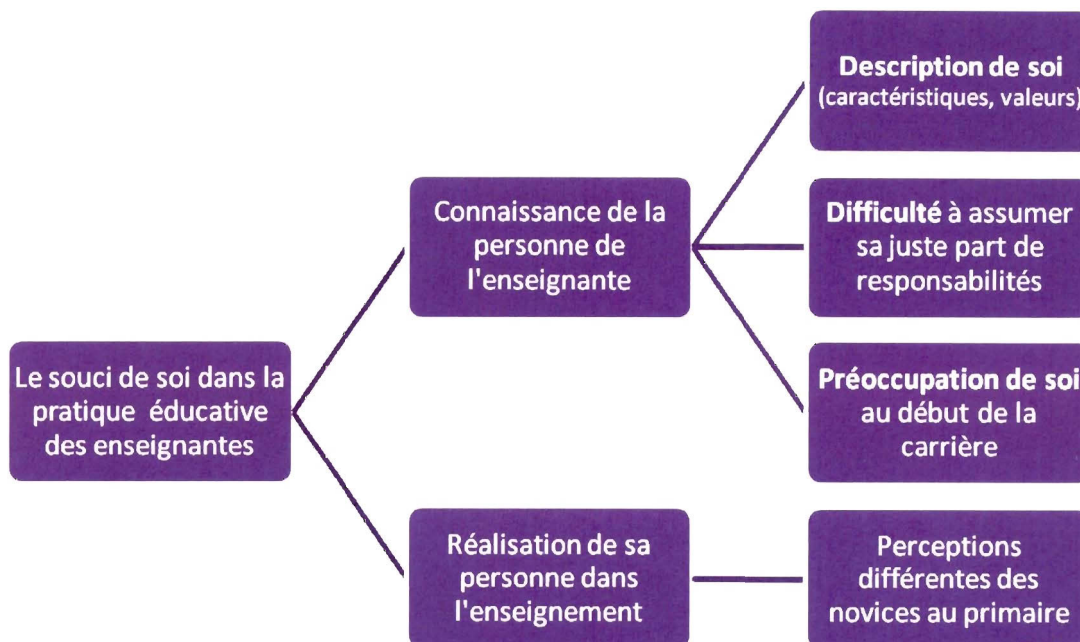 Le souci de soi dans la
pratique éducative
des enseignantes
Connaissance de la
personne de
l'enseignante
Description de soi
(caractéristiques, valeurs)
Difficulté à assumer
sa juste part de
responsabilités
Préoccupation de soi
au début de la
carrière
Réalisation de sa
personne dans
l'enseignement
Perceptions
différentes des
novices au primaire